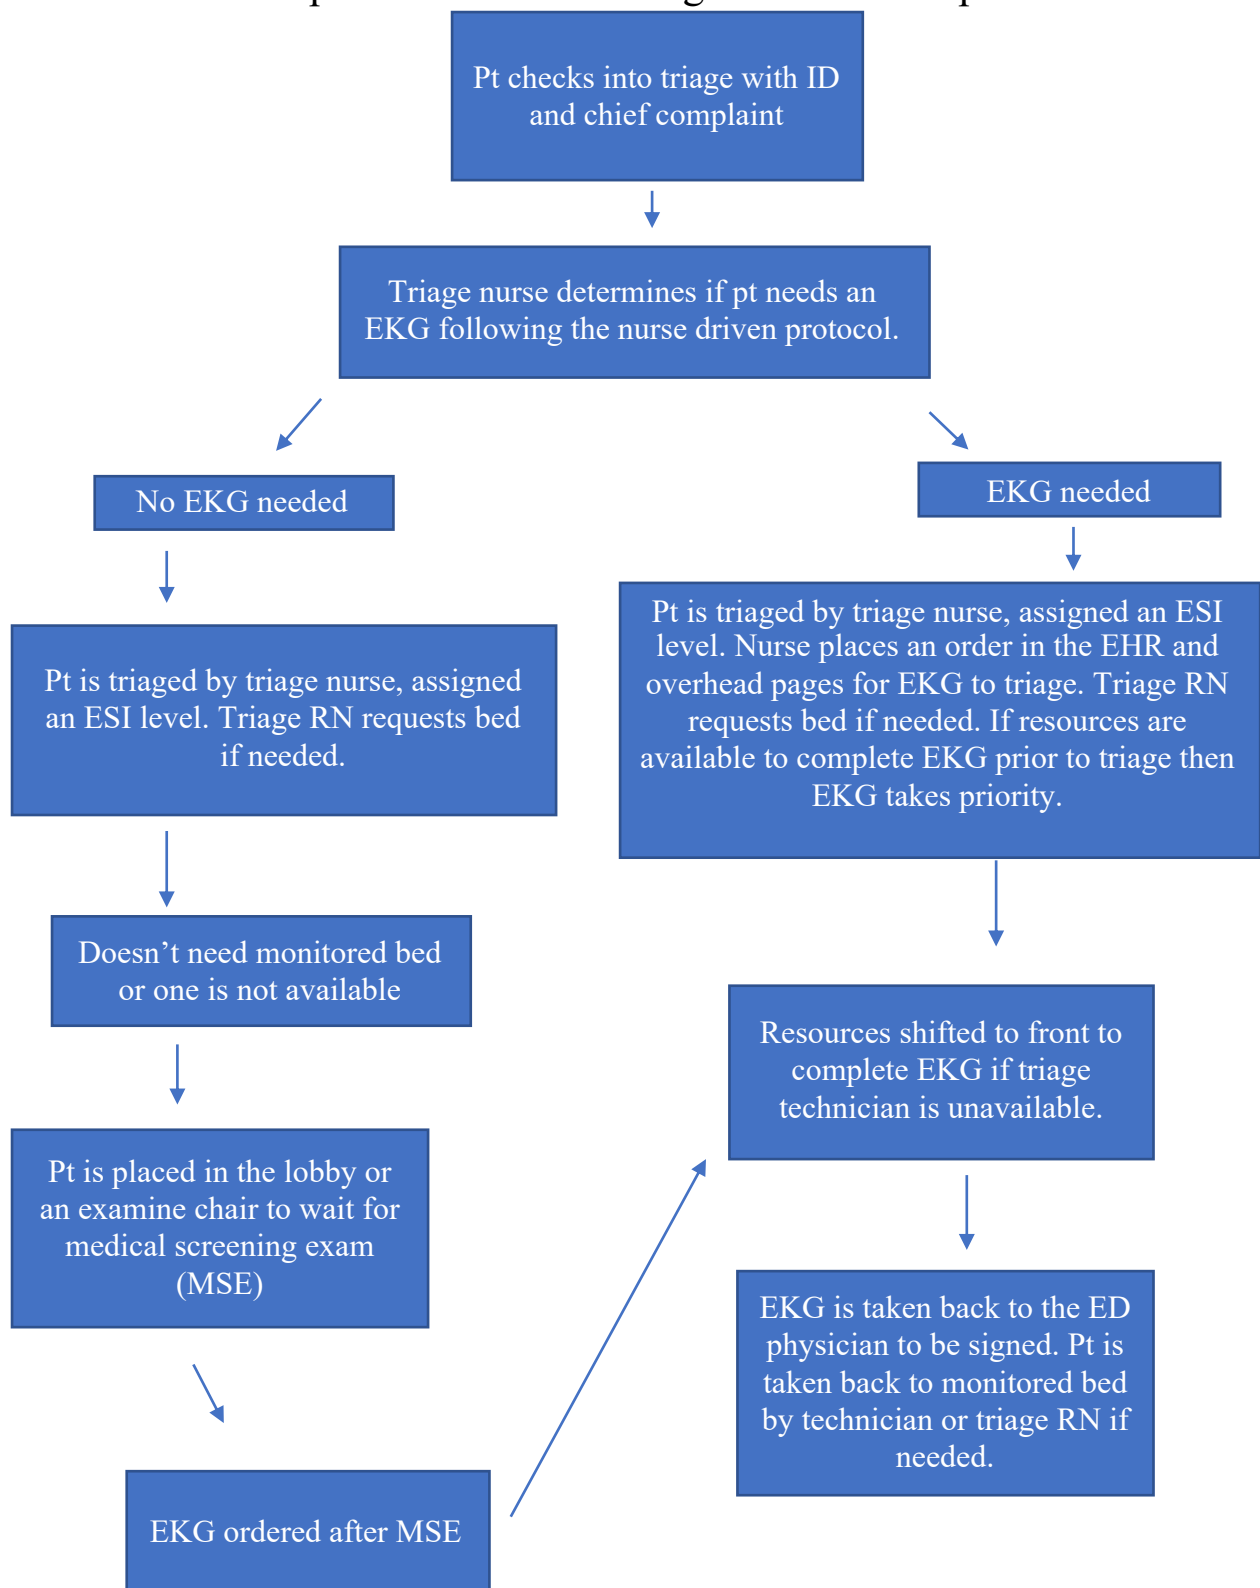 Pt checks into triage with ID
and chief complaint
Triage nurse determines if pt needs an
EKG following the nurse driven protocol.
No EKG needed
EKG needed
Pt is triaged by triage nurse, assigned
an ESI level. Triage RN requests bed
if needed.
Pt is triaged by triage nurse, assigned an ESI
level. Nurse places an order in the EHR and
overhead pages for EKG to triage. Triage RN
requests bed if needed. If resources are
available to complete EKG prior to triage then
EKG takes priority.
Doesn’t need monitored bed
or one is not available
Resources shifted to front to
complete EKG if triage
technician is unavailable.
Pt is placed in the lobby or
an examine chair to wait for
medical screening exam
(MSE)
EKG is taken back to the ED
physician to be signed. Pt is
taken back to monitored bed
by technician or triage RN if
needed.
EKG ordered after MSE